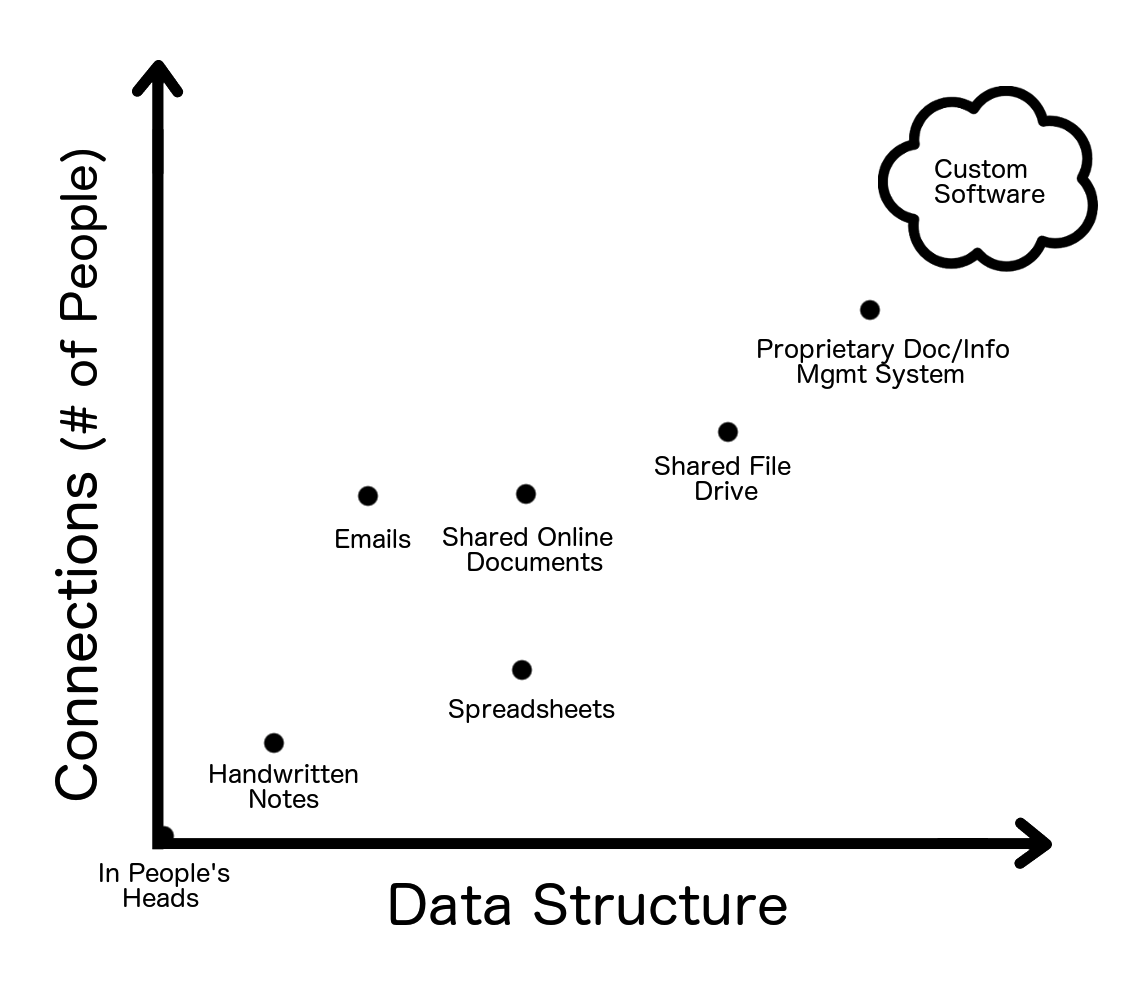 Connections (# of People)
Custom
Software
Proprietary Doc/Info
Mgmt System
Shared File
Drive
Emails
Shared Online
Documents
Spreadsheets
Handwritten
Notes
In People's
Heads
Data Structure